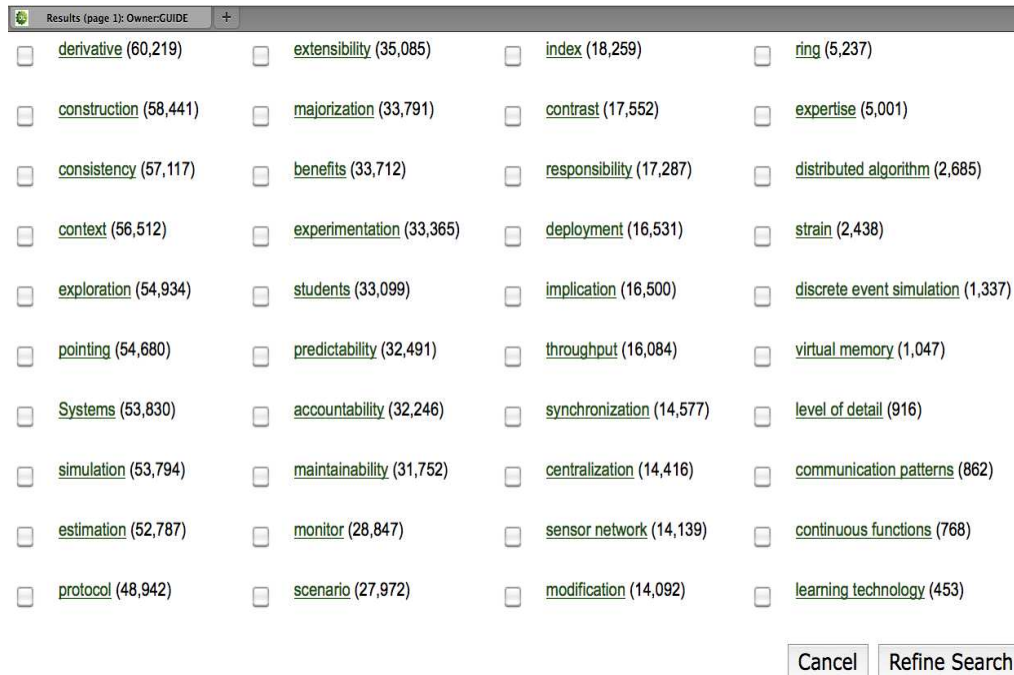 Results (page 1): Owner:GUIDE +
derivative (60,219) extensibility (35,085) index (18,259) ring (5,237)
construction (58,441) majorization (33,791) contrast (17,552) expertise (5,001)
consistency (57,117) benefits (33,712) responsibility (17,287) distributed algorithm (2,685)
context (56,512) experimentation (33,365) deployment (16,531) strain (2,438)
exploration (54,934) students (33,099) implication (16,500) discrete event simulation (1,337)
pointing (54,680) predictability (32,491) throughput (16,084) virtual memory (1,047)
Systems (53,830) accountability (32,246) synchronization (14,577) level of detail (916)
simulation (53,794) maintainability (31,752) centralization (14,416) communication patterns (862)
estimation (52,787) monitor (28,847) sensor network (14,139) continuous functions (768)
protocol (48,942) scenario (27,972) modification (14,092) learning technology (453)
Cancel Refine Search